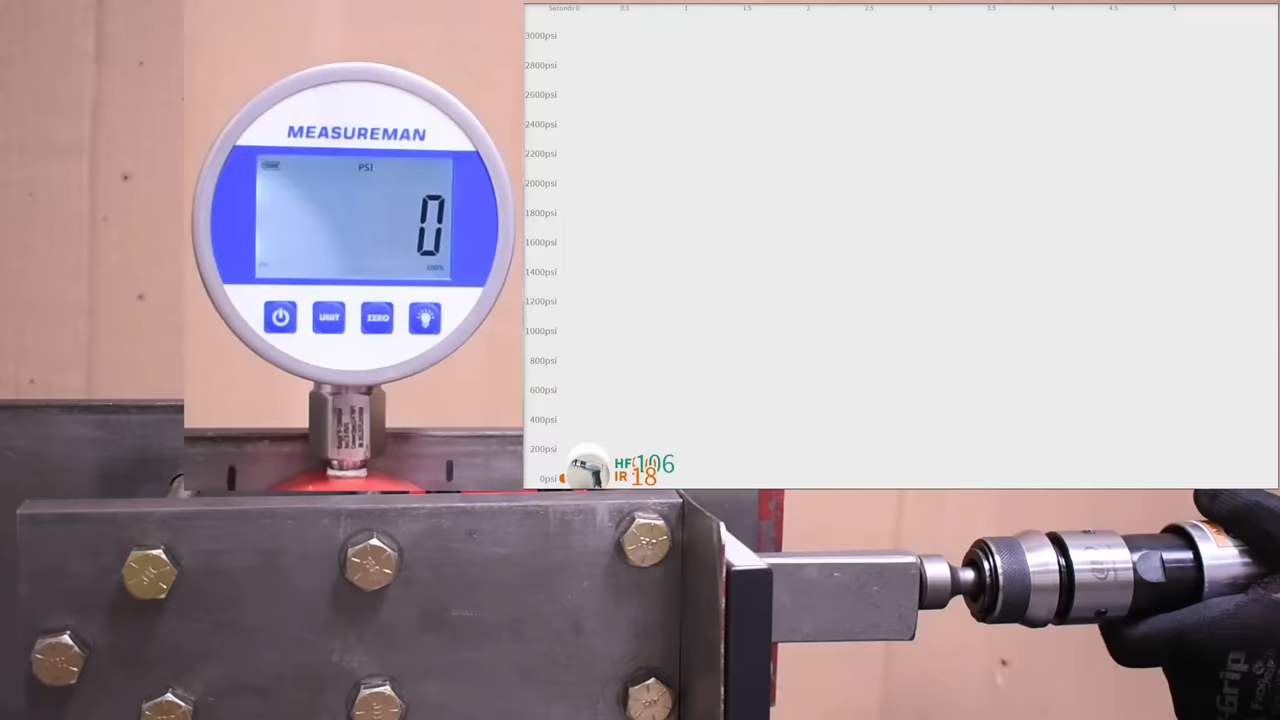 Seconds 0 0.5 1 1.5 2 2.5 3 3.5 4 4.5 5
3000psi
2800psi
2600psi
2400psi
2200psi
2000psi
1800psi
1600psi
1400psi
1200psi
1000psi
800psi
600psi
400psi
200psi
0psi
HF 106
IR 18
MEASUREMAN
PSI
0
100%
UNIT
ZERO
Grip